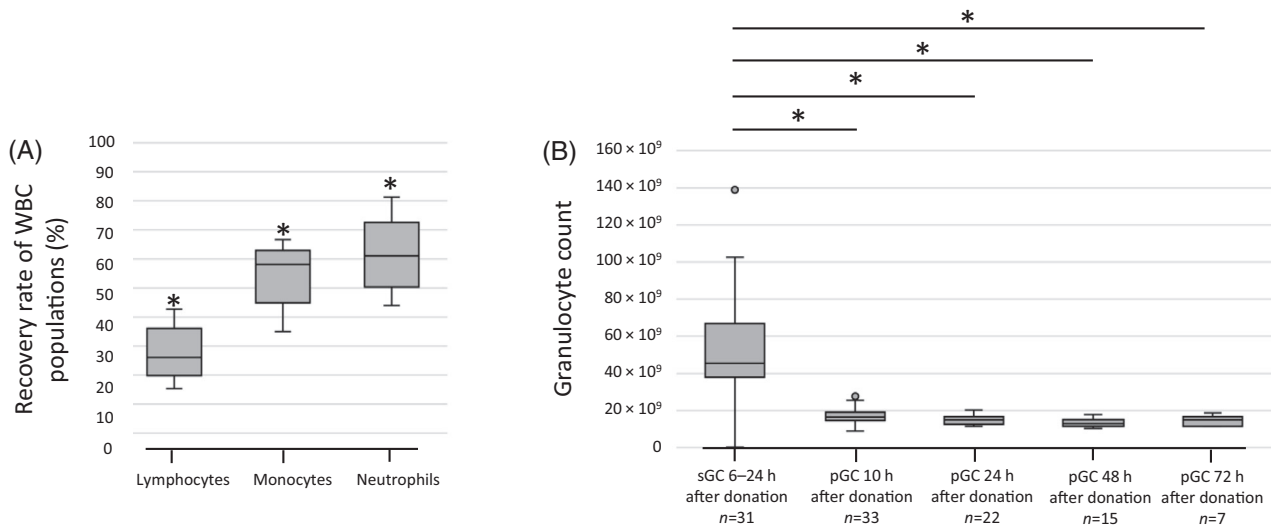 (A)
Recovery rate of WBC
populations (%)
100
90
80
70
60
50
40
30
20
10
0
*
*
*
Lymphocytes
Monocytes
Neutrophils
(B)
*
*
*
*
Granulocyte count
160 × 10⁹
140 × 10⁹
120 × 10⁹
100 × 10⁹
80 × 10⁹
60 × 10⁹
40 × 10⁹
20 × 10⁹
0
sGC 6–24 h
after donation
n=31
pGC 10 h
after donation
n=33
pGC 24 h
after donation
n=22
pGC 48 h
after donation
n=15
pGC 72 h
after donation
n=7